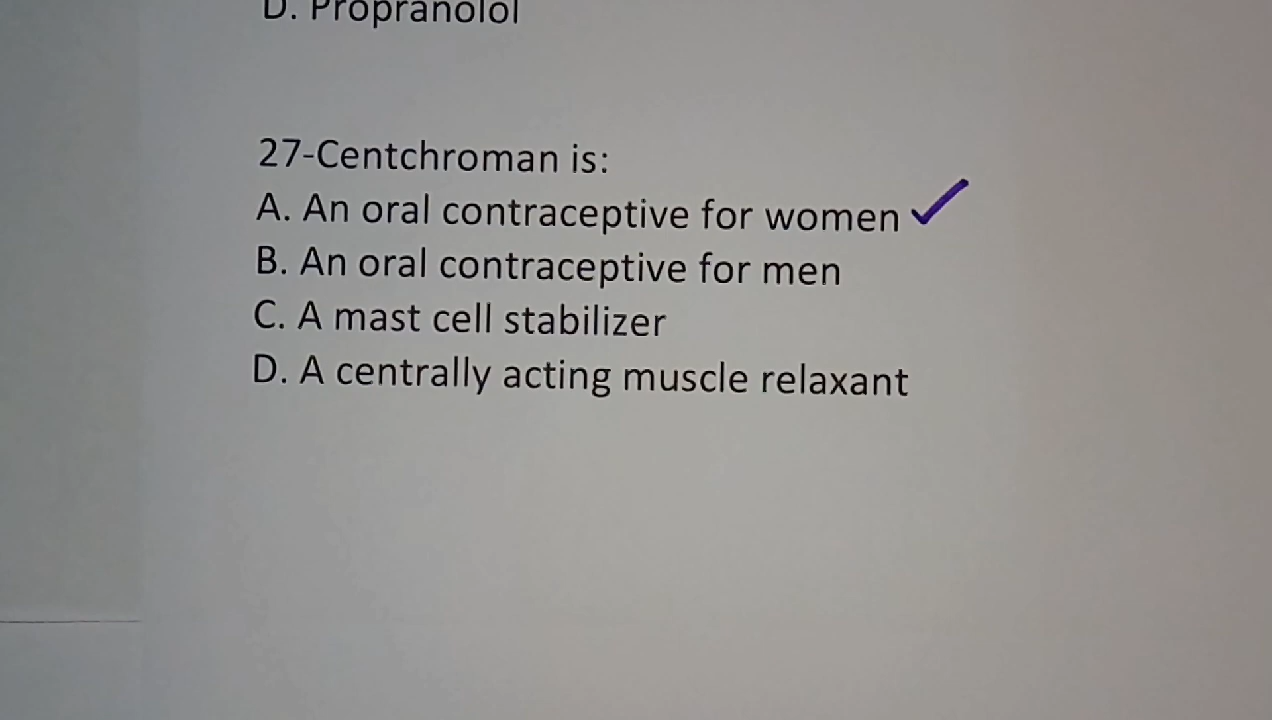 D. Propranolol
27-Centchroman is:
A. An oral contraceptive for women
B. An oral contraceptive for men
C. A mast cell stabilizer
D. A centrally acting muscle relaxant